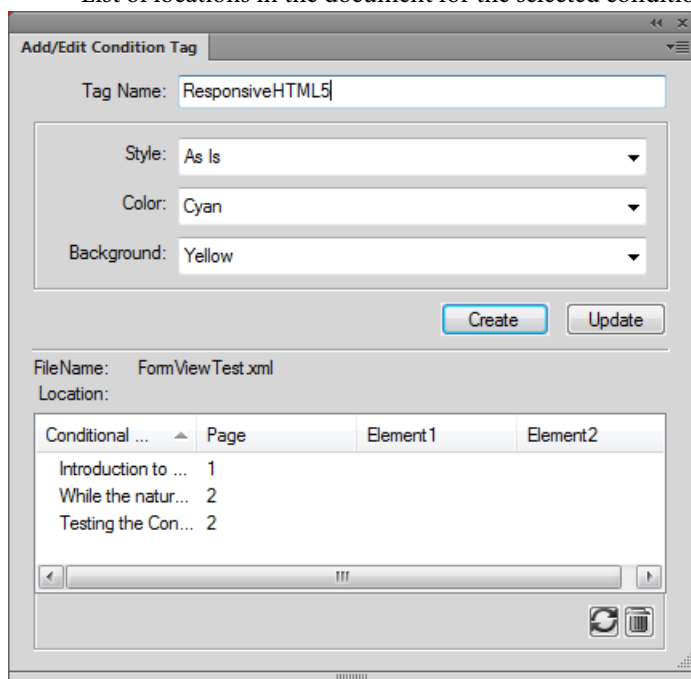 List of locations in the document for the selected conditio
Add/Edit Condition Tag
Tag Name: ResponsiveHTML5
Style: As Is
Color: Cyan
Background: Yellow
Create Update
FileName: FormViewTest.xml
Location:
Conditional ... Page Element1 Element2
Introduction to ... 1
While the natur... 2
Testing the Con... 2